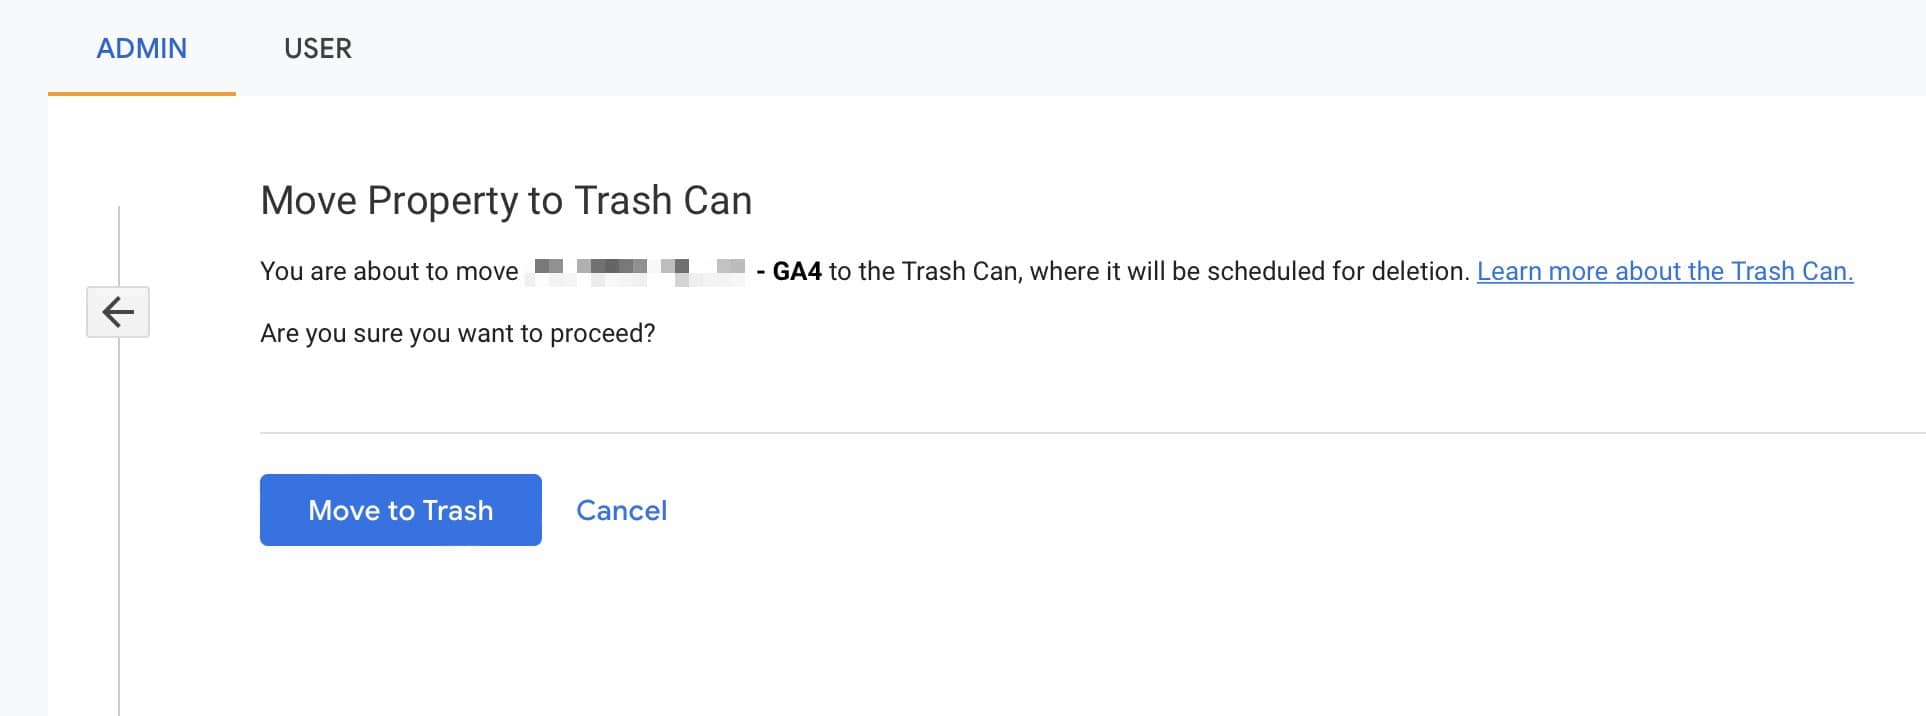 ADMIN USER
Move Property to Trash Can
You are about to move - GA4 to the Trash Can, where it will be scheduled for deletion. Learn more about the Trash Can.
Are you sure you want to proceed?
Move to Trash Cancel